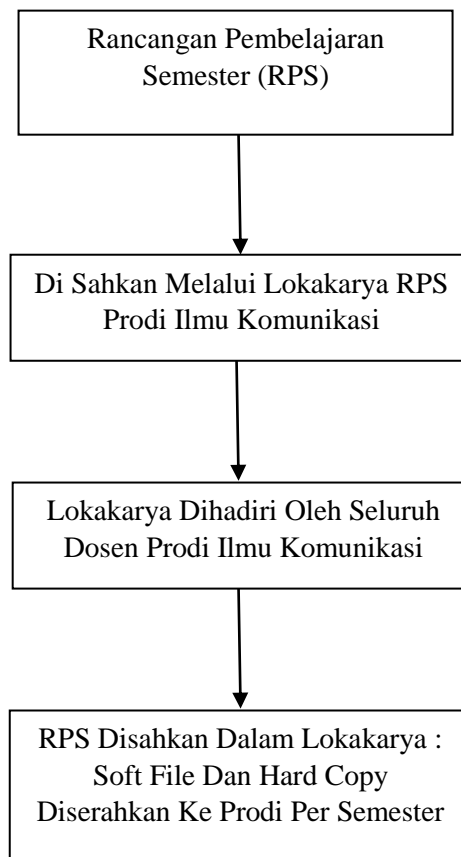 Rancangan Pembelajaran
Semester (RPS)
Di Sahkan Melalui Lokakarya RPS
Prodi Ilmu Komunikasi
Lokakarya Dihadiri Oleh Seluruh
Dosen Prodi Ilmu Komunikasi
RPS Disahkan Dalam Lokakarya :
Soft File Dan Hard Copy
Diserahkan Ke Prodi Per Semester